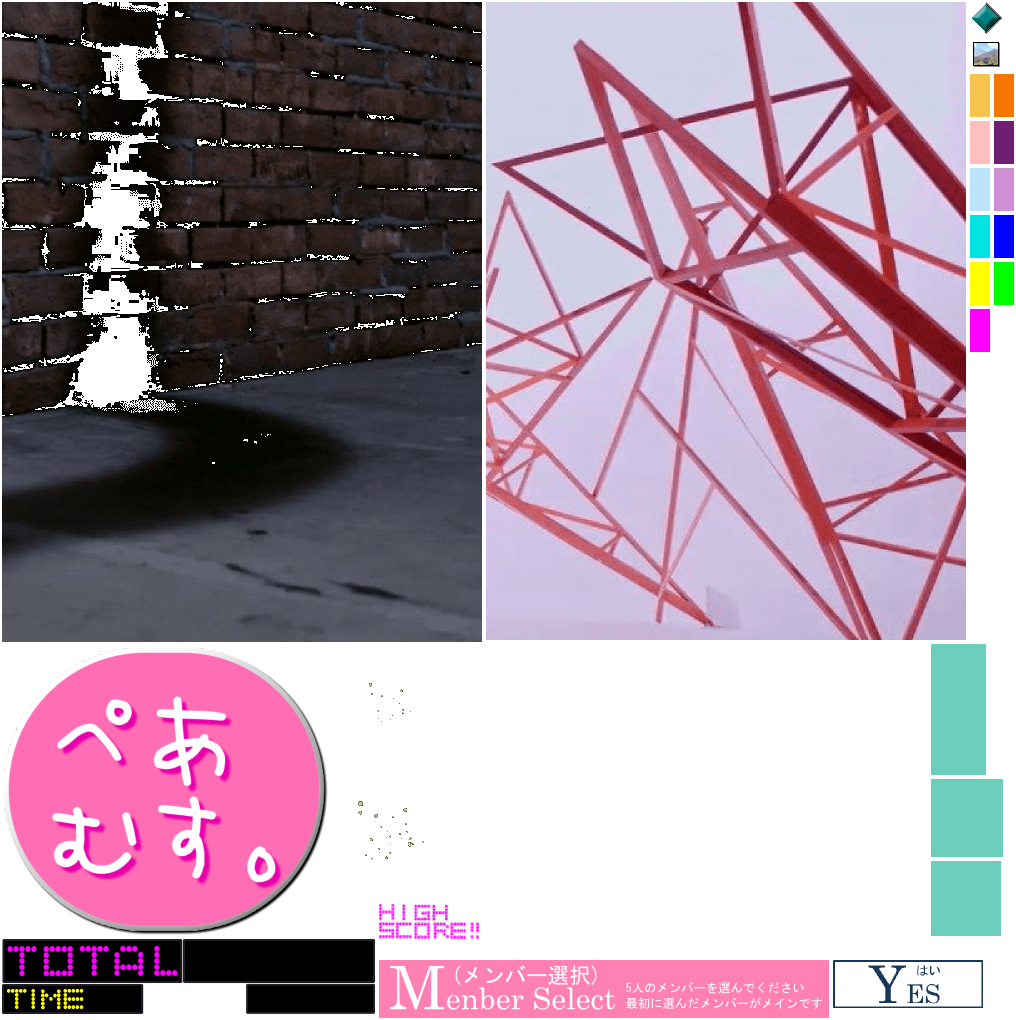 ぺあ
むす。
HIGH
SCORE!!
TOTAL
TIME
(メンバー選択)
Menber Select
5人のメンバーを選んでください
最初に選んだメンバーがメインです
はい
YES